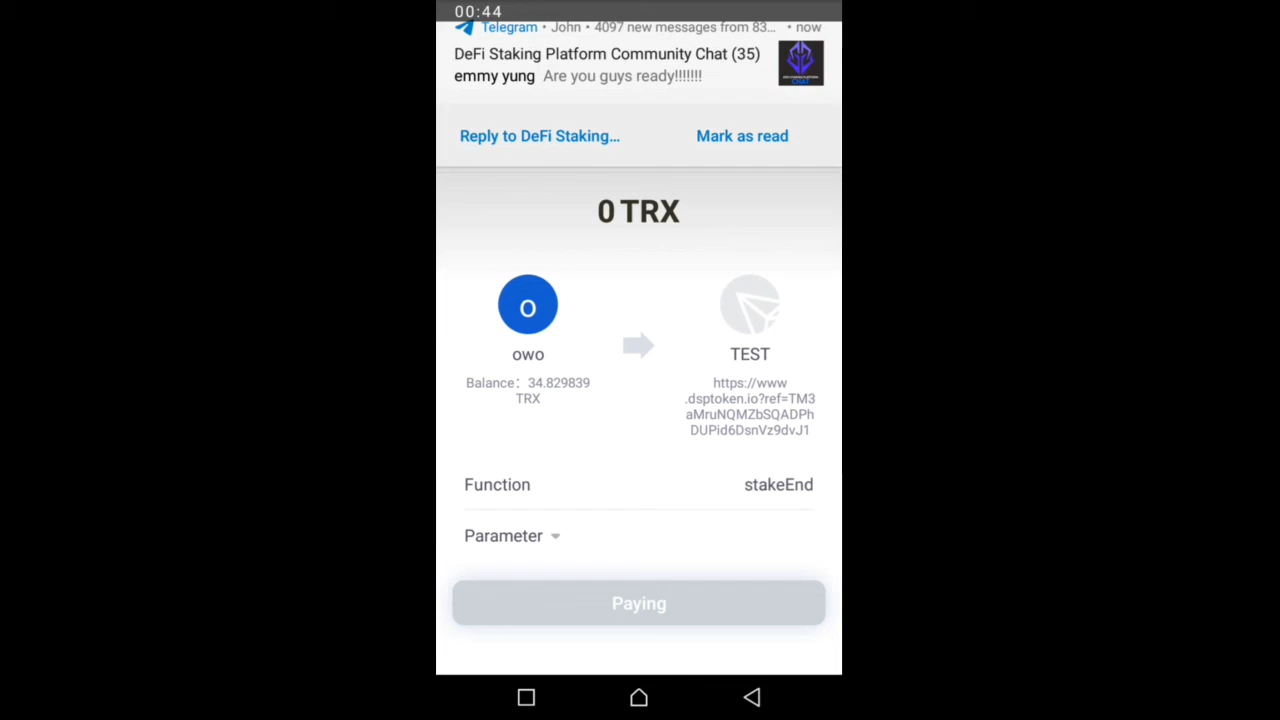 00:44
Telegram • John • 4097 new messages from 83… • now
DeFi Staking Platform Community Chat (35)
emmy yung Are you guys ready!!!!!!!
Reply to DeFi Staking…
Mark as read
0 TRX
o
owo
TEST
Balance：34.829839
TRX
https://www
.dsptoken.io?ref=TM3
aMruNQMZbSQADPh
DUPid6DsnVz9dvJ1
Function
stakeEnd
Parameter
Paying